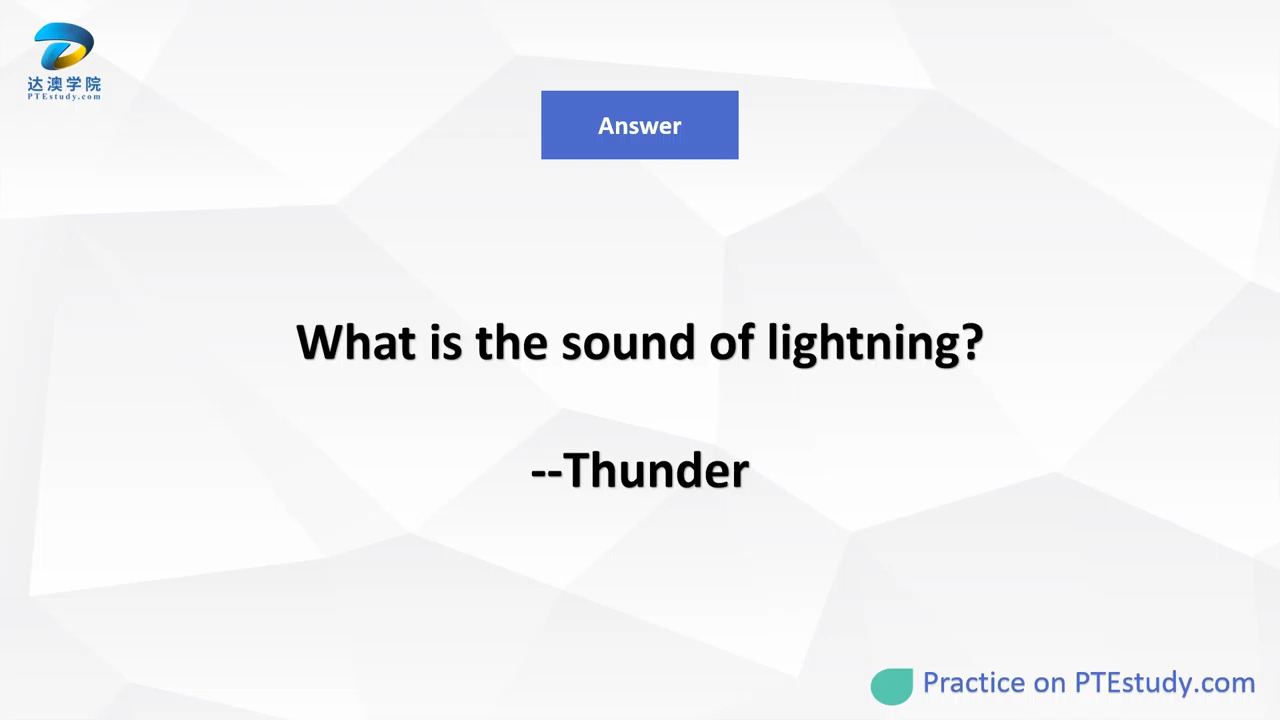 达澳学院
PTEstudy.com
Answer
What is the sound of lightning?
--Thunder
Practice on PTEstudy.com